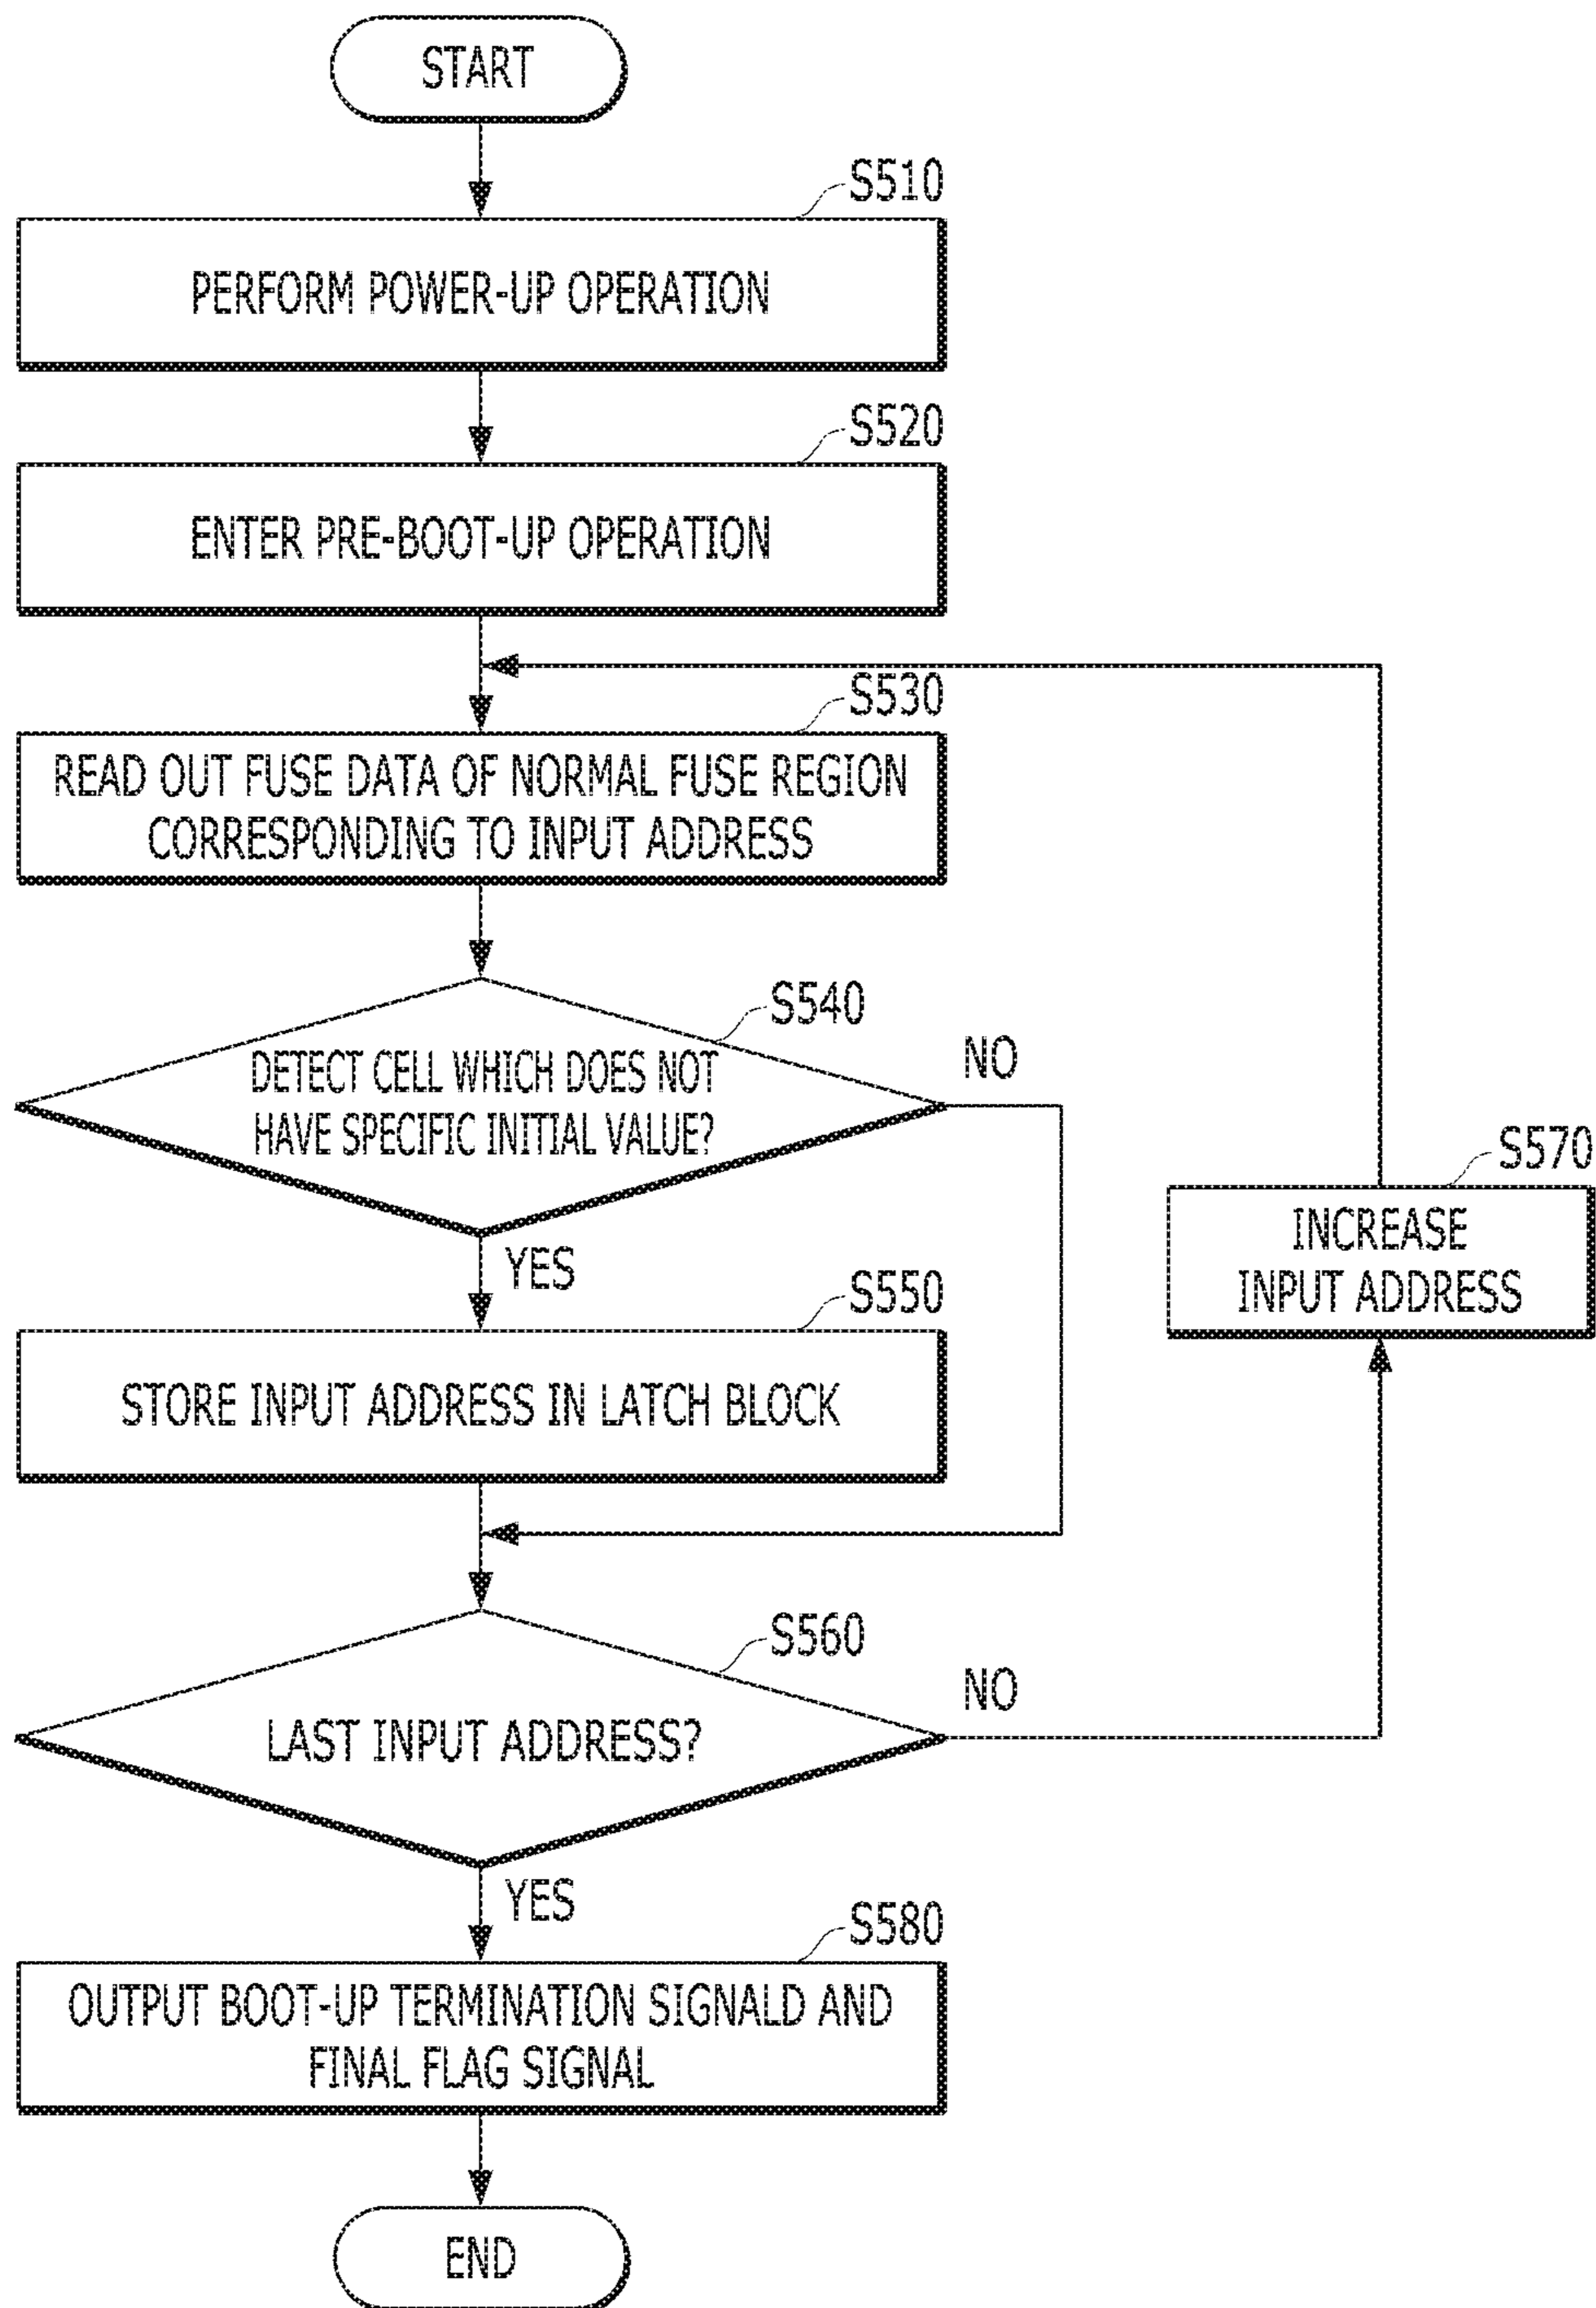 START
S510
PERFORM POWER-UP OPERATION
S520
ENTER PRE-BOOT-UP OPERATION
S530
READ OUT FUSE DATA OF NORMAL FUSE REGION
CORRESPONDING TO INPUT ADDRESS
S540
DETECT CELL WHICH DOES NOT
HAVE SPECIFIC INITIAL VALUE?
NO
YES
S550
STORE INPUT ADDRESS IN LATCH BLOCK
S570
INCREASE
INPUT ADDRESS
S560
LAST INPUT ADDRESS?
NO
YES
S580
OUTPUT BOOT-UP TERMINATION SIGNALD AND
FINAL FLAG SIGNAL
END